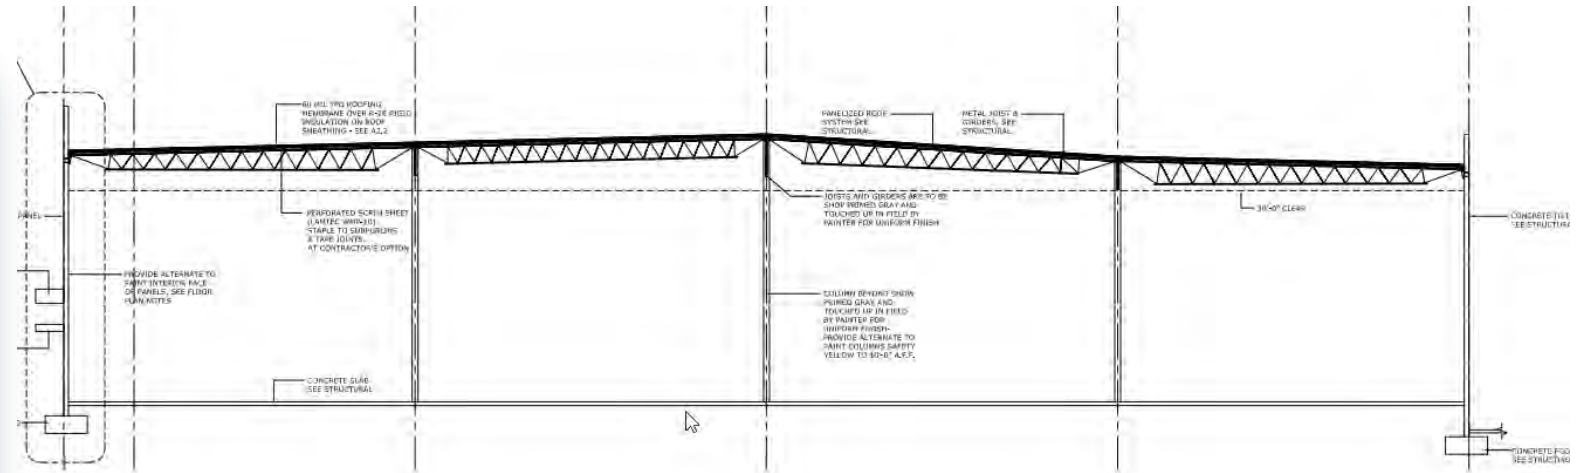 60 MIL TPO ROOFING
MEMBRANE OVER R-26 RIGID
INSULATION ON ROOF
SHEATHING - SEE A2.2
PANELIZED ROOF
SYSTEM SEE
STRUCTURAL
METAL JOIST &
GIRDERS, SEE
STRUCTURAL
JOISTS AND GIRDERS ARE TO BE
SHOP PRIMED GRAY AND
TOUCHED UP IN FIELD BY
PAINTER FOR UNIFORM FINISH
30'-0" CLEAR
PANEL
PERFORATED SCRIM SHEET
STAPLE TO SUBPURLINS
& TAPE JOINTS.
AT CONTRACTOR'S OPTION
CONCRETE TILT
SEE STRUCTURA
PROVIDE ALTERNATE TO
PAINT INTERIOR FACE
OF PANELS, SEE FLOOR
PLAN NOTES
COLUMN BEYOND SHOW
PRIMED GRAY AND
TOUCHED UP IN FIELD
BY PAINTER FOR
UNIFORM FINISH-
PROVIDE ALTERNATE TO
PAINT COLUMNS SAFETY
YELLOW TO A.F.F.
CONCRETE SLAB
SEE STRUCTURAL
CONCRETE FOO
SEE STRUCTURA